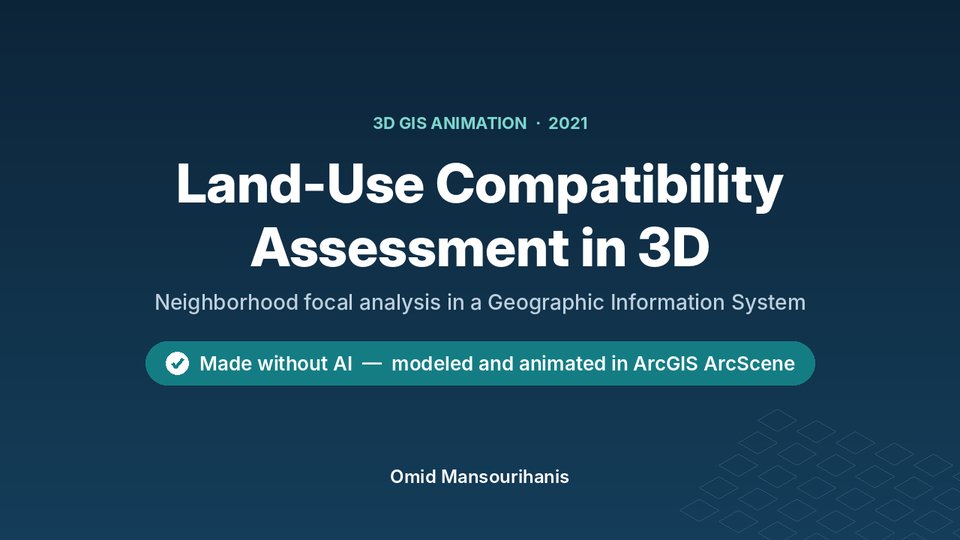 3D GIS ANIMATION · 2021
Land-Use Compatibility
Assessment in 3D
Neighborhood focal analysis in a Geographic Information System
Made without AI — modeled and animated in ArcGIS ArcScene
Omid Mansourihanis